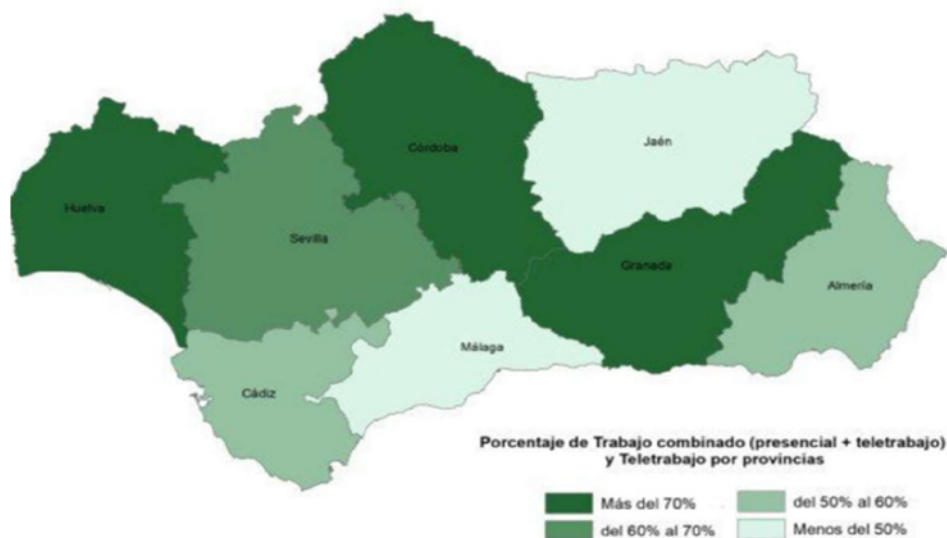 Córdoba
Jaén
Huelva
Sevilla
Granada
Almería
Málaga
Cádiz
Porcentaje de Trabajo combinado (presencial + teletrabajo)
y Teletrabajo por provincias
Más del 70%
del 50% al 60%
del 60% al 70%
Menos del 50%